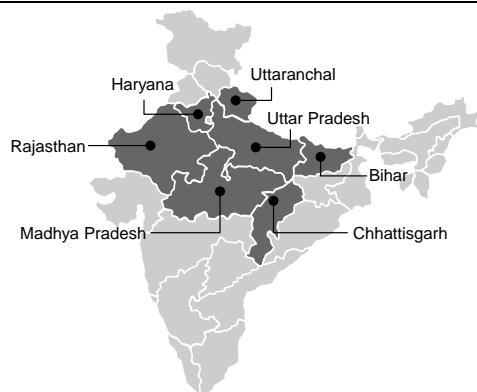 Uttaranchal
Haryana
Uttar Pradesh
Rajasthan
Bihar
Madhya Pradesh
Chhattisgarh